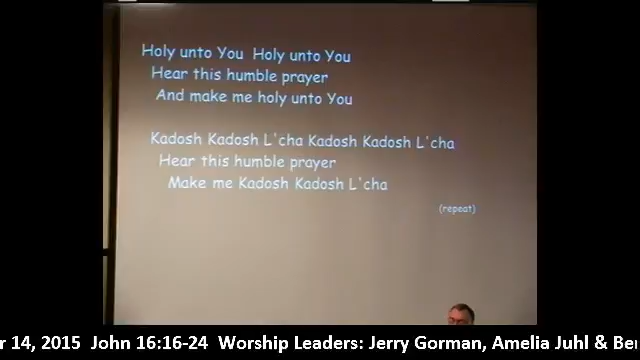 Holy unto You Holy unto You
Hear this humble prayer
And make me holy unto You
Kadosh Kadosh L'cha Kadosh Kadosh L'cha
Hear this humble prayer
Make me Kadosh Kadosh L'cha
(repeat)
14, 2015 John 16:16-24 Worship Leaders: Jerry Gorman, Amelia Juhl &